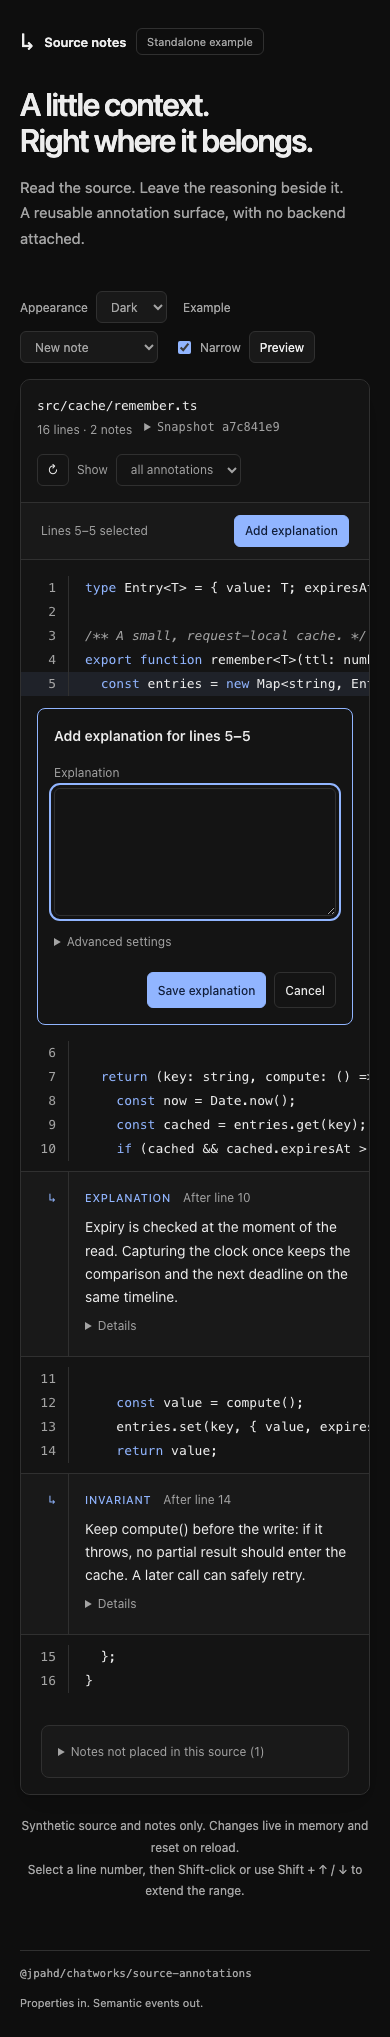 ↳ Source notes Standalone example
A little context.
Right where it belongs.
Read the source. Leave the reasoning beside it.
A reusable annotation surface, with no backend
attached.
Appearance Dark Example
New note Narrow Preview
src/cache/remember.ts
16 lines · 2 notes ▶ Snapshot a7c841e9
↻ Show all annotations
Lines 5–5 selected Add explanation
1 type Entry<T> = { value: T; expiresAt
2
3 /** A small, request-local cache. */
4 export function remember<T>(ttl: numb
5 const entries = new Map<string, Ent
Add explanation for lines 5–5
Explanation
▶ Advanced settings
Save explanation Cancel
6
7 return (key: string, compute: () =>
8 const now = Date.now();
9 const cached = entries.get(key);
10 if (cached && cached.expiresAt >
↳ EXPLANATION After line 10
Expiry is checked at the moment of the
read. Capturing the clock once keeps the
comparison and the next deadline on the
same timeline.
▶ Details
11
12 const value = compute();
13 entries.set(key, { value, expires
14 return value;
↳ INVARIANT After line 14
Keep compute() before the write: if it
throws, no partial result should enter the
cache. A later call can safely retry.
▶ Details
15 };
16 }
▶ Notes not placed in this source (1)
Synthetic source and notes only. Changes live in memory and
reset on reload.
Select a line number, then Shift-click or use Shift + ↑ / ↓ to
extend the range.
@jpahd/chatworks/source-annotations
Properties in. Semantic events out.